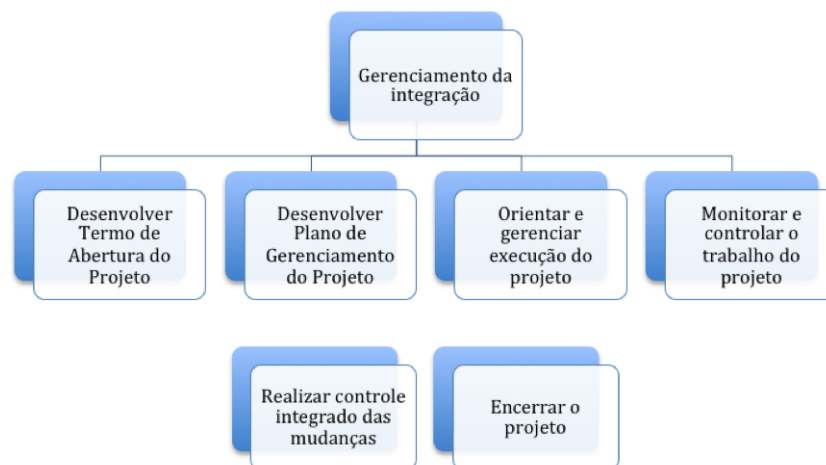 Gerenciamento da
integração
Desenvolver
Termo de
Abertura do
Projeto
Desenvolver
Plano de
Gerenciamento
do Projeto
Orientar e
gerenciar
execução do
projeto
Monitorar e
controlar o
trabalho do
projeto
Realizar controle
integrado das
mudanças
Encerrar o
projeto